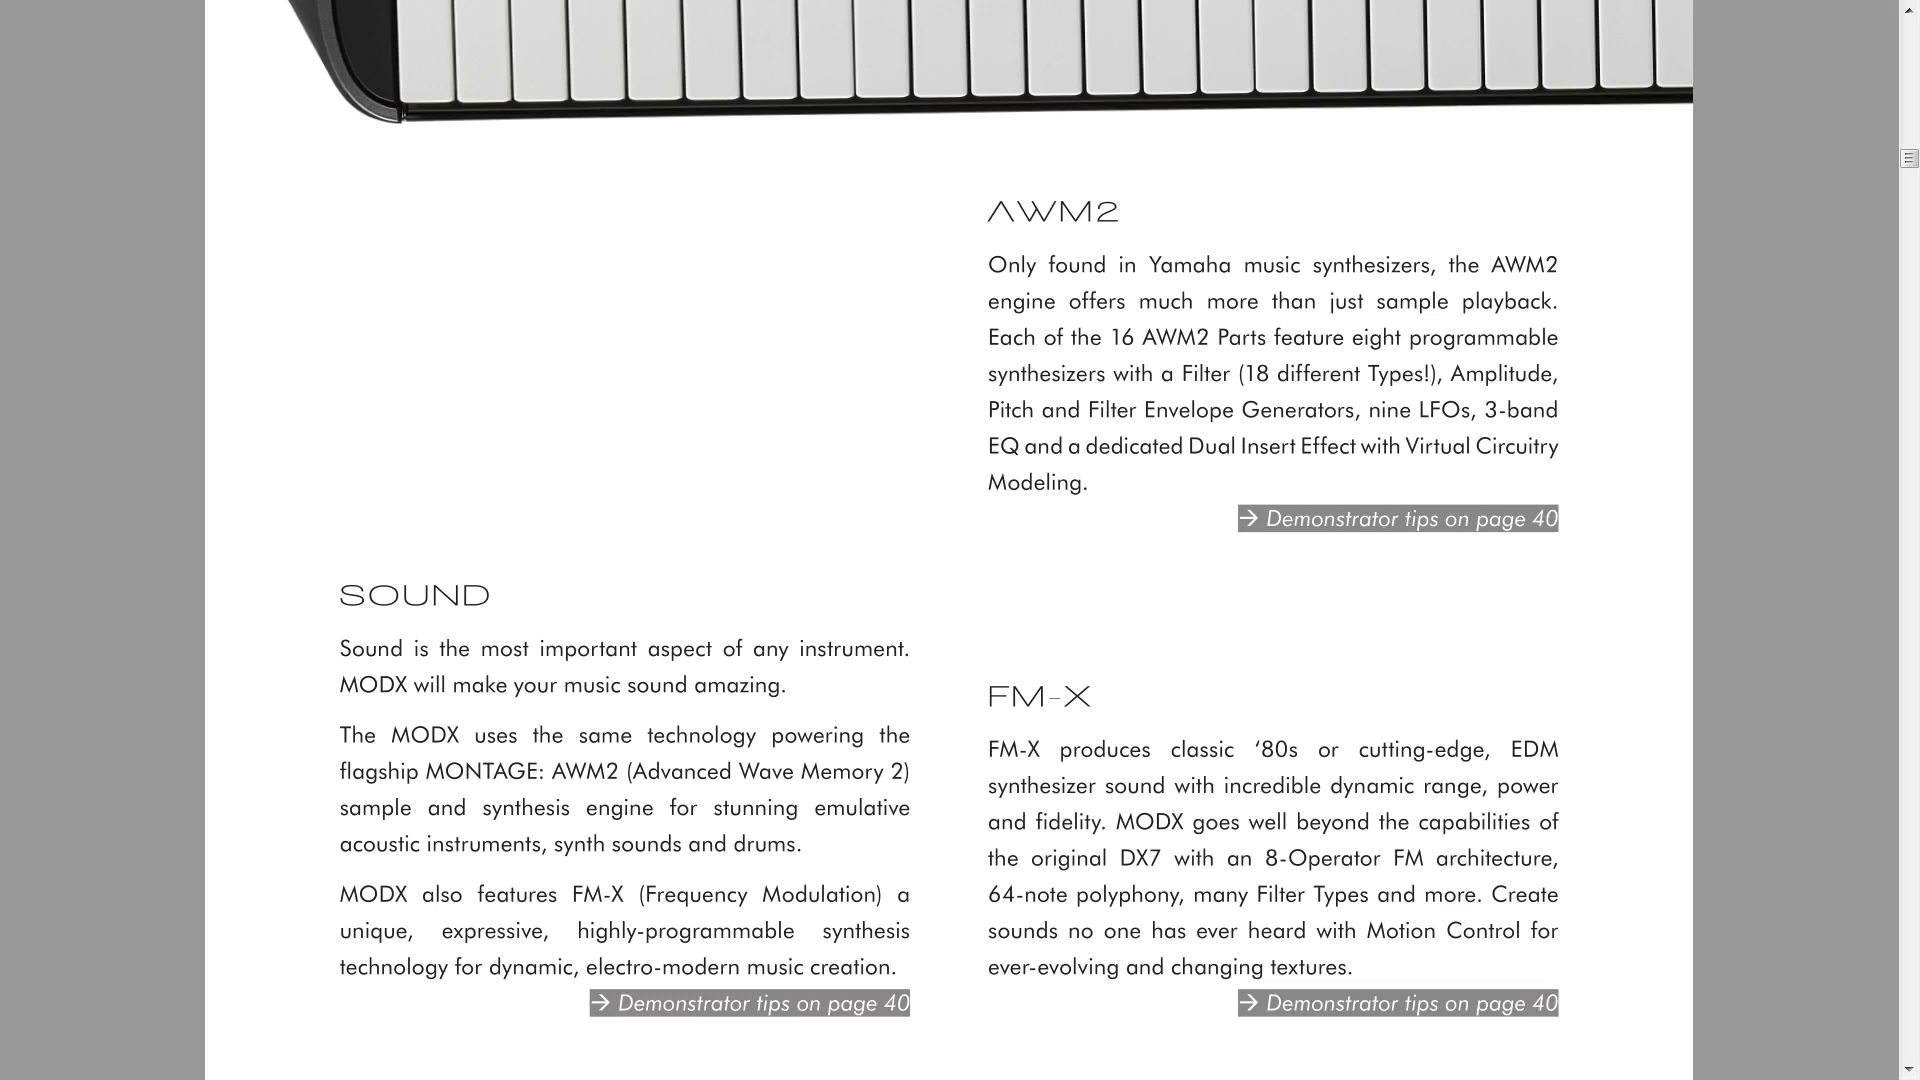 SOUND
Sound is the most important aspect of any instrument.
MODX will make your music sound amazing.
The MODX uses the same technology powering the
flagship MONTAGE: AWM2 (Advanced Wave Memory 2)
sample and synthesis engine for stunning emulative
acoustic instruments, synth sounds and drums.
MODX also features FM-X (Frequency Modulation) a
unique, expressive, highly-programmable synthesis
technology for dynamic, electro-modern music creation.
→ Demonstrator tips on page 40
AWM2
Only found in Yamaha music synthesizers, the AWM2
engine offers much more than just sample playback.
Each of the 16 AWM2 Parts feature eight programmable
synthesizers with a Filter (18 different Types!), Amplitude,
Pitch and Filter Envelope Generators, nine LFOs, 3-band
EQ and a dedicated Dual Insert Effect with Virtual Circuitry
Modeling.
→ Demonstrator tips on page 40
FM-X
FM-X produces classic ‘80s or cutting-edge, EDM
synthesizer sound with incredible dynamic range, power
and fidelity. MODX goes well beyond the capabilities of
the original DX7 with an 8-Operator FM architecture,
64-note polyphony, many Filter Types and more. Create
sounds no one has ever heard with Motion Control for
ever-evolving and changing textures.
→ Demonstrator tips on page 40